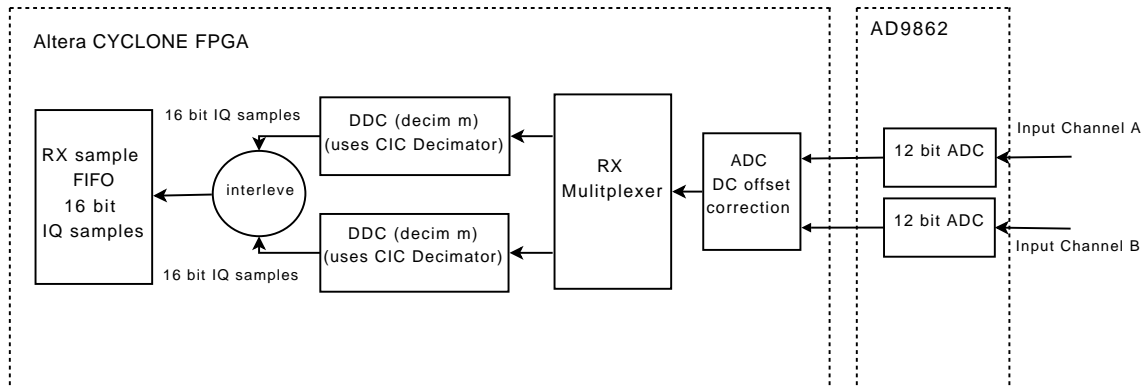 Altera CYCLONE FPGA
AD9862
16 bit IQ samples
DDC (decim m)
(uses CIC Decimator)
RX sample
FIFO
16 bit
IQ samples
interleve
RX
Mulitplexer
ADC
DC offset
correction
12 bit ADC
Input Channel A
12 bit ADC
Input Channel B
DDC (decim m)
(uses CIC Decimator)
16 bit IQ samples